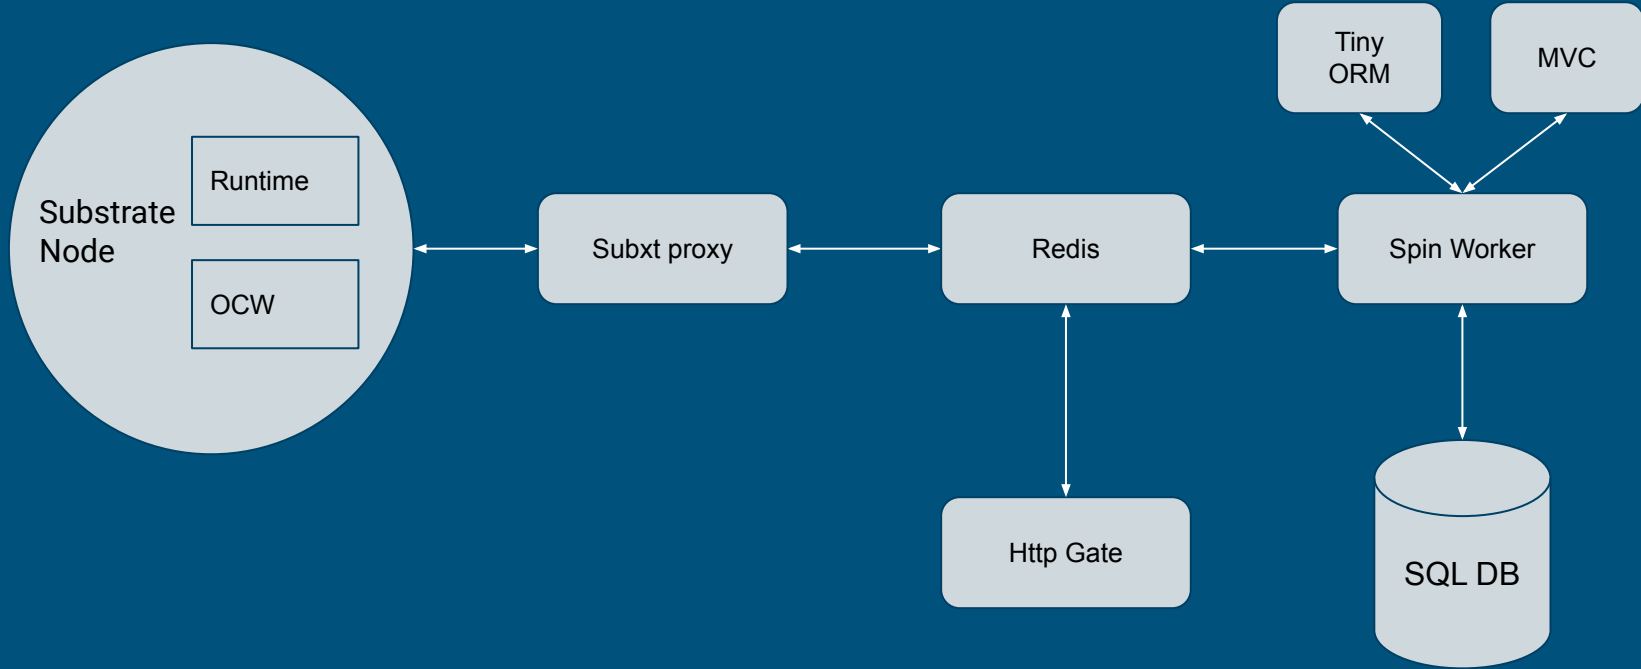 Tiny
ORM
MVC
Runtime
Substrate
Node
OCW
Subxt proxy
Redis
Spin Worker
Http Gate
SQL DB